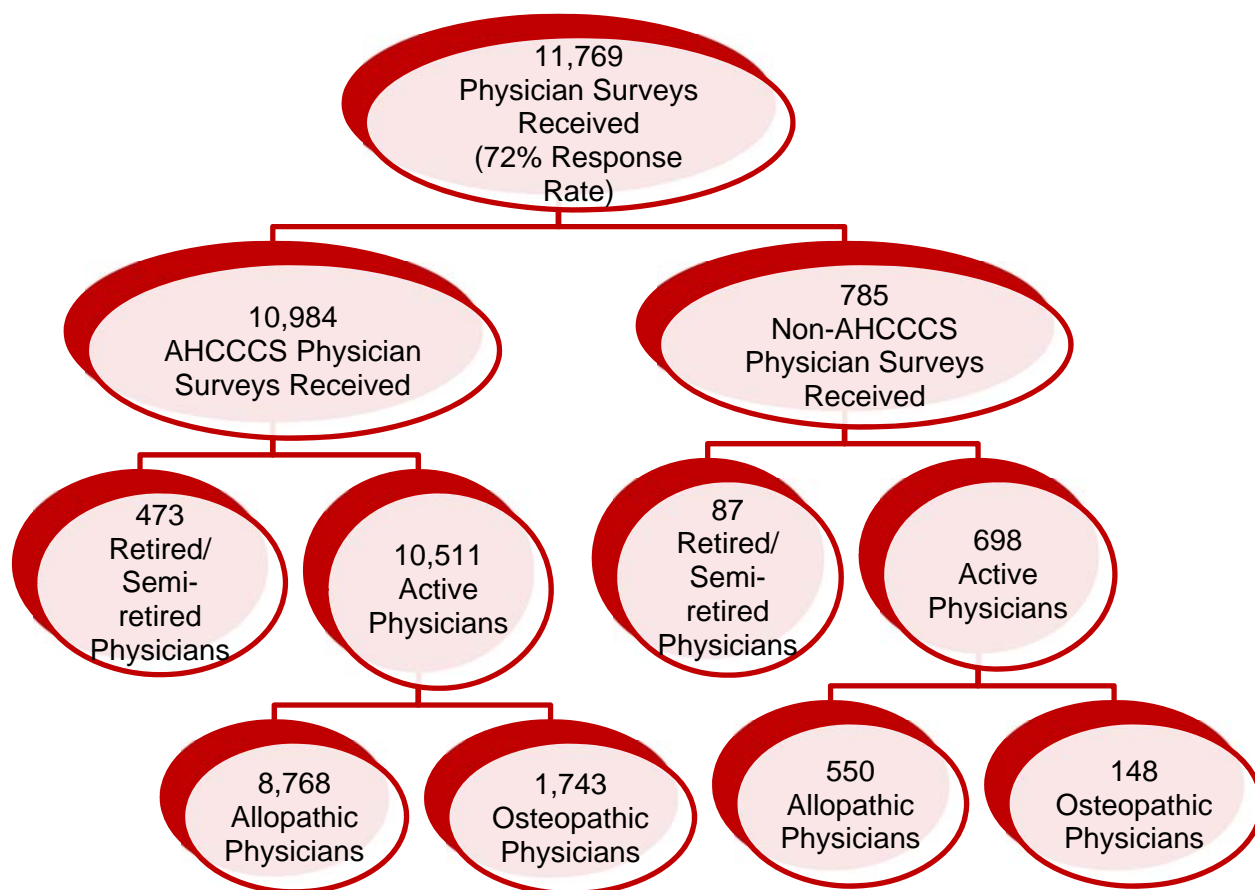 11,769
Physician Surveys
Received
(72% Response
Rate)
10,984
AHCCCS Physician
Surveys Received
785
Non-AHCCCS
Physician Surveys
Received
473
Retired/
Semi-
retired
Physicians
10,511
Active
Physicians
87
Retired/
Semi-
retired
Physicians
698
Active
Physicians
8,768
Allopathic
Physicians
1,743
Osteopathic
Physicians
550
Allopathic
Physicians
148
Osteopathic
Physicians